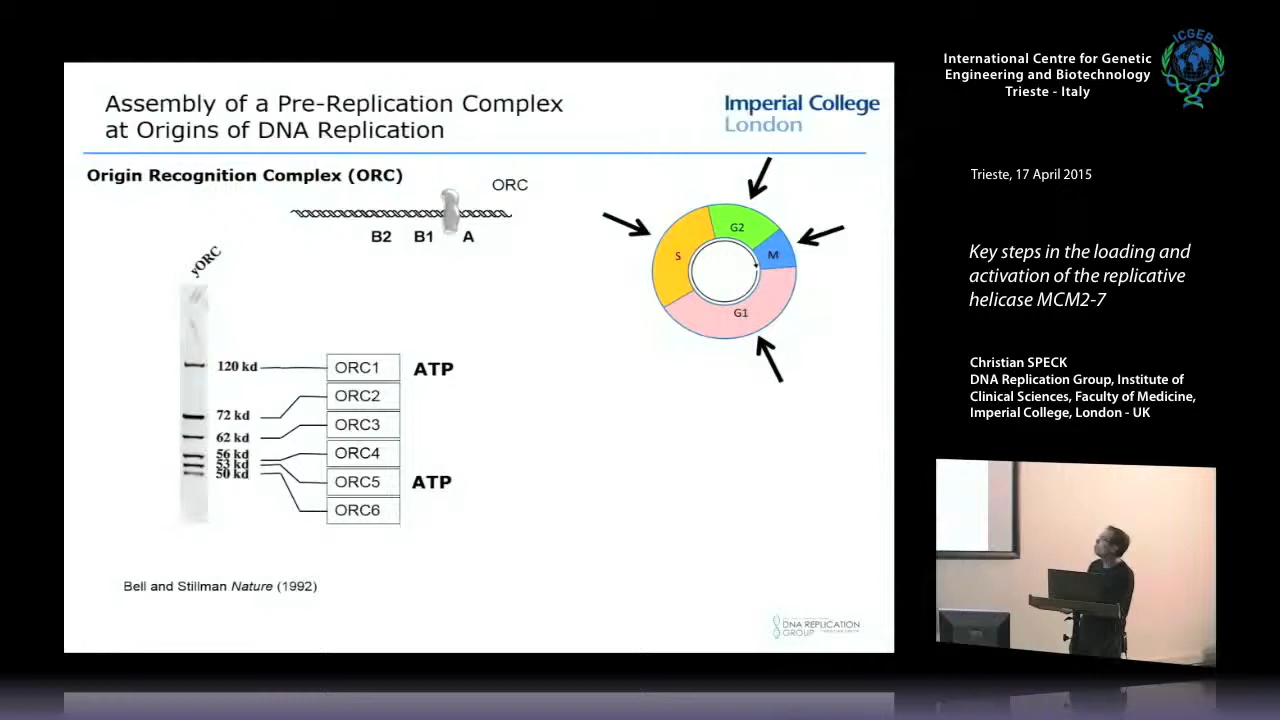 Assembly of a Pre-Replication Complex
at Origins of DNA Replication
Imperial College
London
Origin Recognition Complex (ORC)
ORC
B2 B1 A
yORC
120 kd
72 kd
62 kd
56 kd
53 kd
50 kd
ORC1 ATP
ORC2
ORC3
ORC4
ORC5 ATP
ORC6
G2
S
M
G1
Bell and Stillman Nature (1992)
DNA REPLICATION
GROUP
International Centre for Genetic
Engineering and Biotechnology
Trieste - Italy
ICGEB
Trieste, 17 April 2015
Key steps in the loading and
activation of the replicative
helicase MCM2-7
Christian SPECK
DNA Replication Group, Institute of
Clinical Sciences, Faculty of Medicine,
Imperial College, London - UK